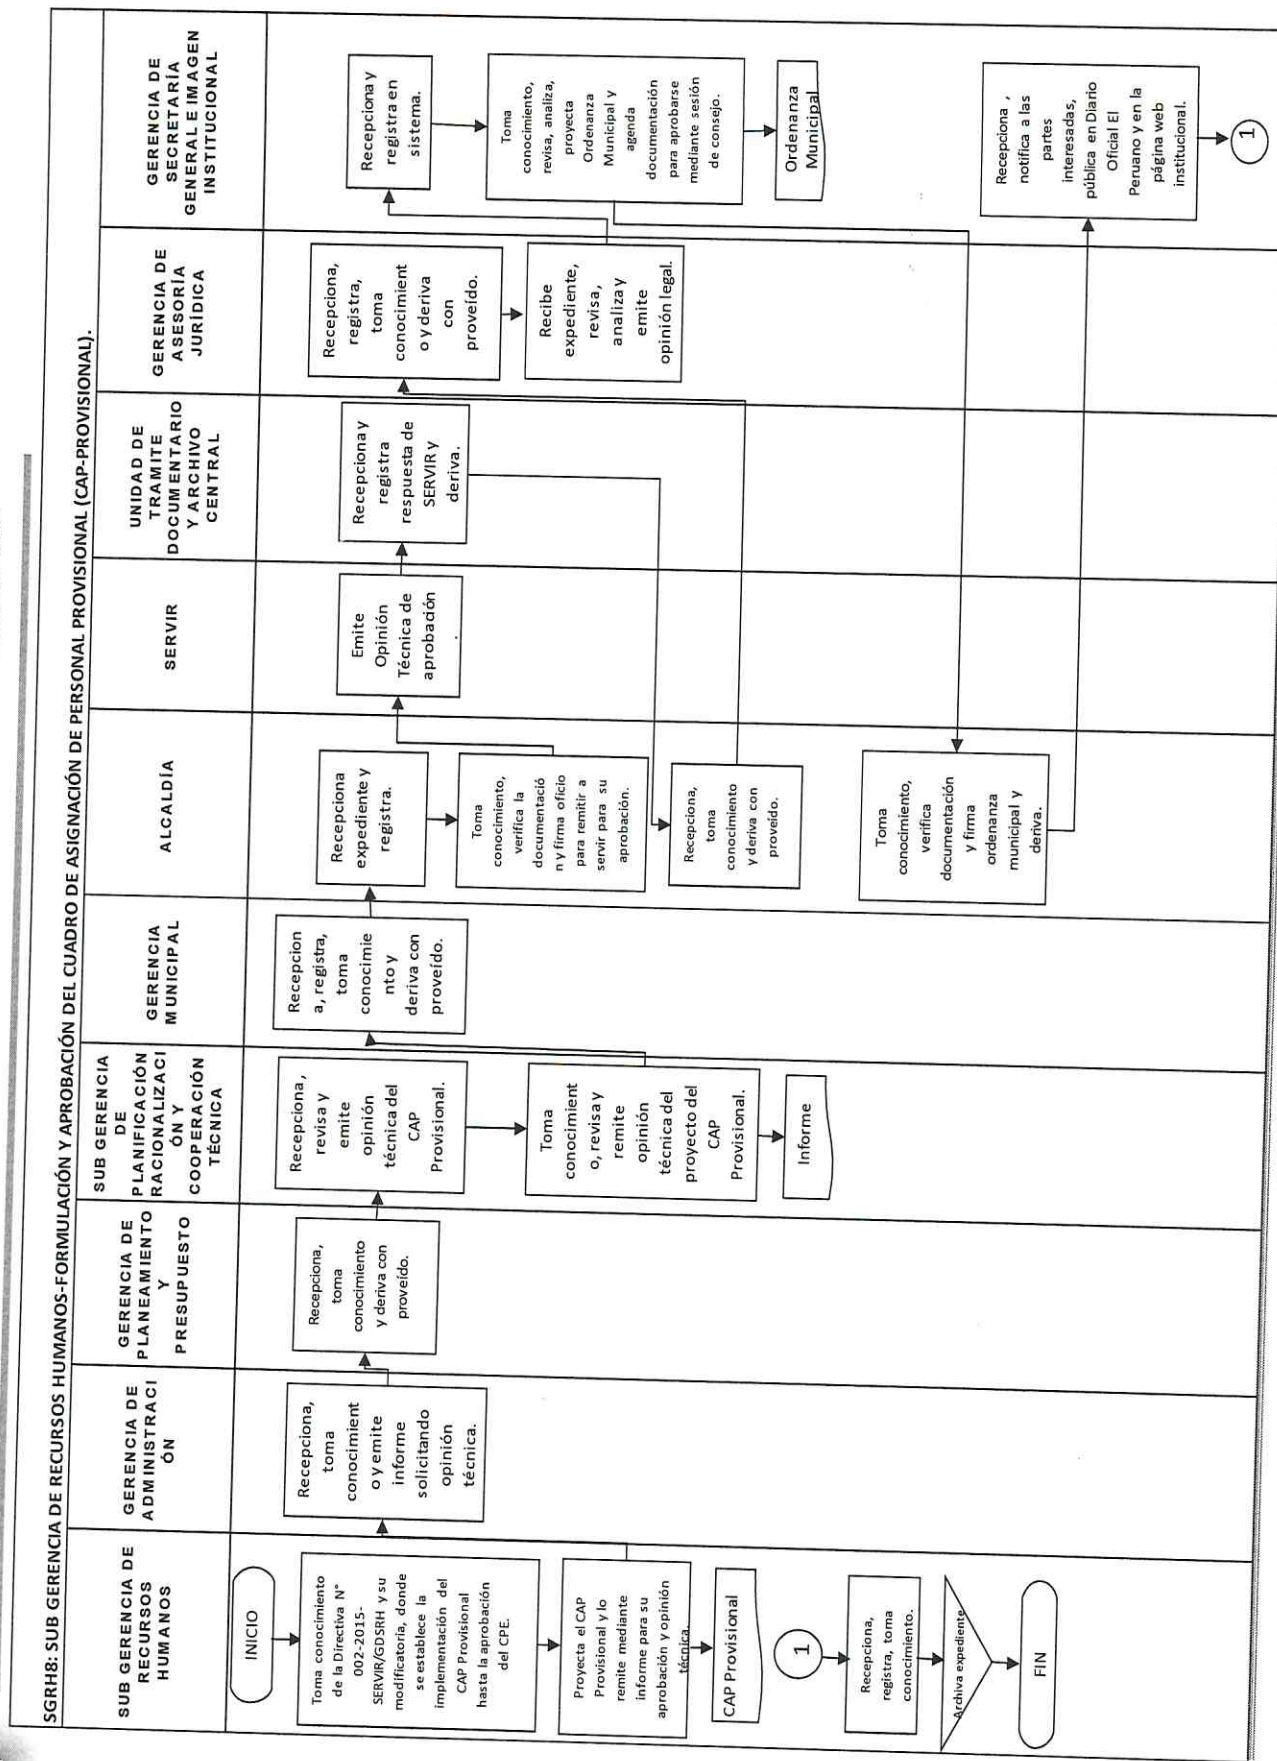 SGRH8: SUB GERENCIA DE RECURSOS HUMANOS-FORMULACIÓN Y APROBACIÓN DEL CUADRO DE ASIGNACIÓN DE PERSONAL PROVISIONAL (CAP-PROVISIONAL).
SUB GERENCIA DE
RECURSOS
HUMANOS
GERENCIA DE
ADMINISTRACI
ÓN
GERENCIA DE
PLANEAMIENTO
Y
PRESUPUESTO
SUB GERENCIA
DE
PLANIFICACIÓN
RACIONALIZACI
ÓN Y
COOPERACIÓN
TÉCNICA
GERENCIA
MUNICIPAL
ALCALDÍA
SERVIR
UNIDAD DE
TRAMITE
DOCUMENTARIO
Y ARCHIVO
CENTRAL
GERENCIA DE
ASESORÍA
JURÍDICA
GERENCIA DE
SECRETARÍA
GENERAL E IMAGEN
INSTITUCIONAL
INICIO
Toma conocimiento
de la Directiva N°
002-2015-
SERVIR/GDSRH y su
modificatoria, donde
se establece la
implementación del
CAP Provisional
hasta la aprobación
del CPE.
Proyecta el CAP
Provisional y lo
remite mediante
informe para su
aprobación y opinión
técnica.
CAP Provisional
1
Recepciona,
registra, toma
conocimiento.
Archiva expediente
FIN
Recepciona,
toma
conocimient
o y emite
informe
solicitando
opinión
técnica.
Recepciona,
toma
conocimiento
y deriva con
proveído.
Recepciona,
revisa y
emite
opinión
técnica del
CAP
Provisional.
Toma
conocimient
o, revisa y
remite
opinión
técnica del
proyecto del
CAP
Provisional.
Informe
Recepcion
a, registra,
toma
conocimie
nto y
deriva con
proveído.
Recepciona
expediente y
registra.
Toma
conocimiento,
verifica la
documentació
n y firma oficio
para remitir a
servir para su
aprobación.
Recepciona,
toma
conocimiento
y deriva con
proveído.
Toma
conocimiento,
verifica
documentación
y firma
ordenanza
municipal y
deriva.
Emite
Opinión
Técnica de
aprobación
.
Recepciona y
registra
respuesta de
SERVIR y
deriva.
Recepciona,
registra,
toma
conocimient
o y deriva
con
proveído.
Recibe
expediente,
revisa,
analiza y
emite
opinión legal.
Recepciona y
registra en
sistema.
Toma
conocimiento,
revisa, analiza,
proyecta
Ordenanza
Municipal y
agenda
documentación
para aprobarse
mediante sesión
de consejo.
Ordenanza
Municipal
Recepciona ,
notifica a las
partes
interesadas,
pública en Diario
Oficial El
Peruano y en la
página web
institucional.
1